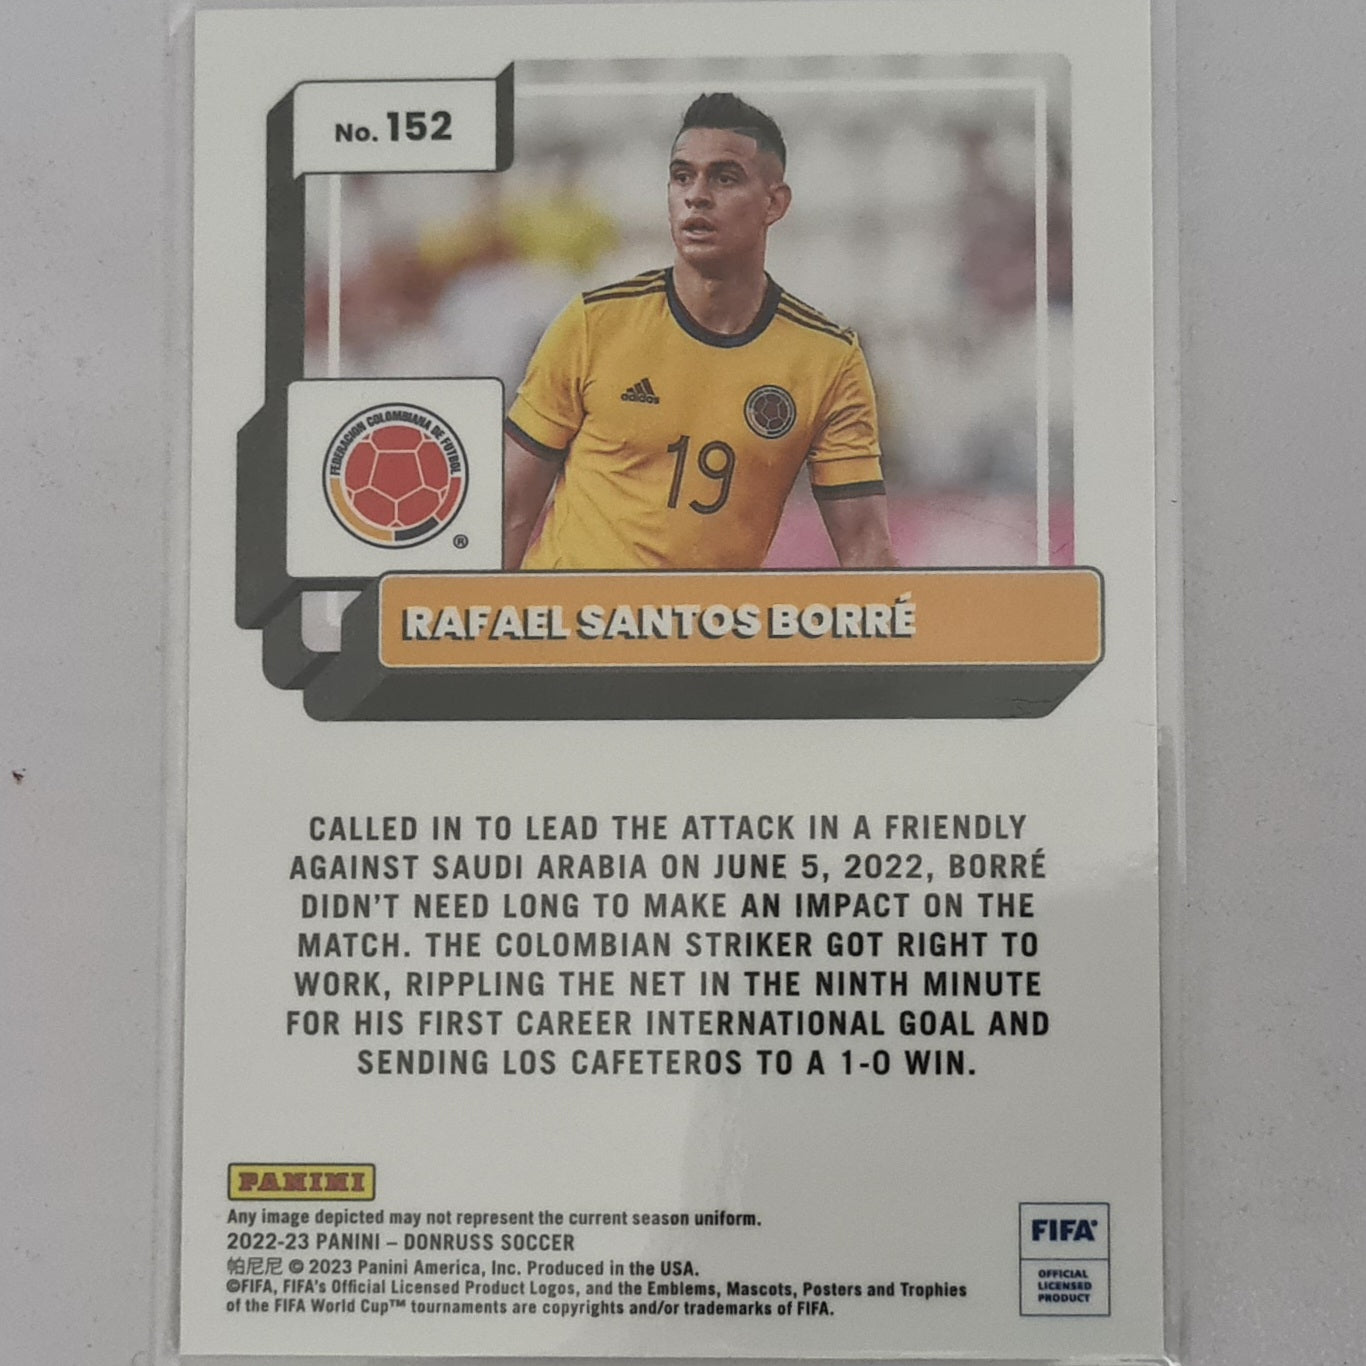 No. 152
adidas
19
FEDERACION COLOMBIANA DE FUTBOL
®
RAFAEL SANTOS BORRÉ
CALLED IN TO LEAD THE ATTACK IN A FRIENDLY
AGAINST SAUDI ARABIA ON JUNE 5, 2022, BORRÉ
DIDN'T NEED LONG TO MAKE AN IMPACT ON THE
MATCH. THE COLOMBIAN STRIKER GOT RIGHT TO
WORK, RIPPLING THE NET IN THE NINTH MINUTE
FOR HIS FIRST CAREER INTERNATIONAL GOAL AND
SENDING LOS CAFETEROS TO A 1-0 WIN.
PANINI
Any image depicted may not represent the current season uniform.
2022-23 PANINI – DONRUSS SOCCER
帕尼尼 © 2023 Panini America, Inc. Produced in the USA.
©FIFA, FIFA's Official Licensed Product Logos, and the Emblems, Mascots, Posters and Trophies
of the FIFA World Cup™ tournaments are copyrights and/or trademarks of FIFA.
FIFA
OFFICIAL
LICENSED
PRODUCT